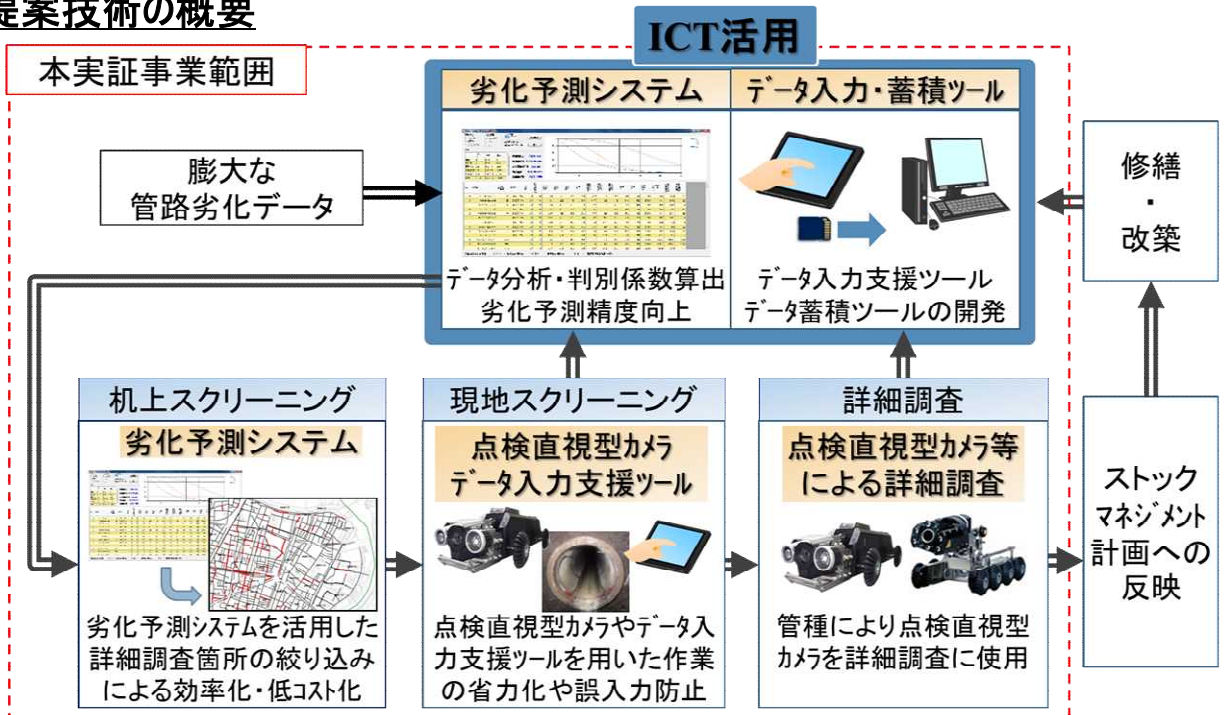 提案技術の概要
本実証事業範囲
ICT活用
劣化予測システム
データ分析・判別係数算出
劣化予測精度向上
データ入力・蓄積ツール
データ入力支援ツール
データ蓄積ツールの開発
膨大な
管路劣化データ
修繕
・
改築
机上スクリーニング
劣化予測システム
劣化予測システムを活用した
詳細調査箇所の絞り込み
による効率化・低コスト化
現地スクリーニング
点検直視型カメラ
データ入力支援ツール
点検直視型カメラやデータ入
力支援ツールを用いた作業
の省力化や誤入力防止
詳細調査
点検直視型カメラ等
による詳細調査
管種により点検直視型
カメラを詳細調査に使用
ストック
マネジメント
計画への
反映